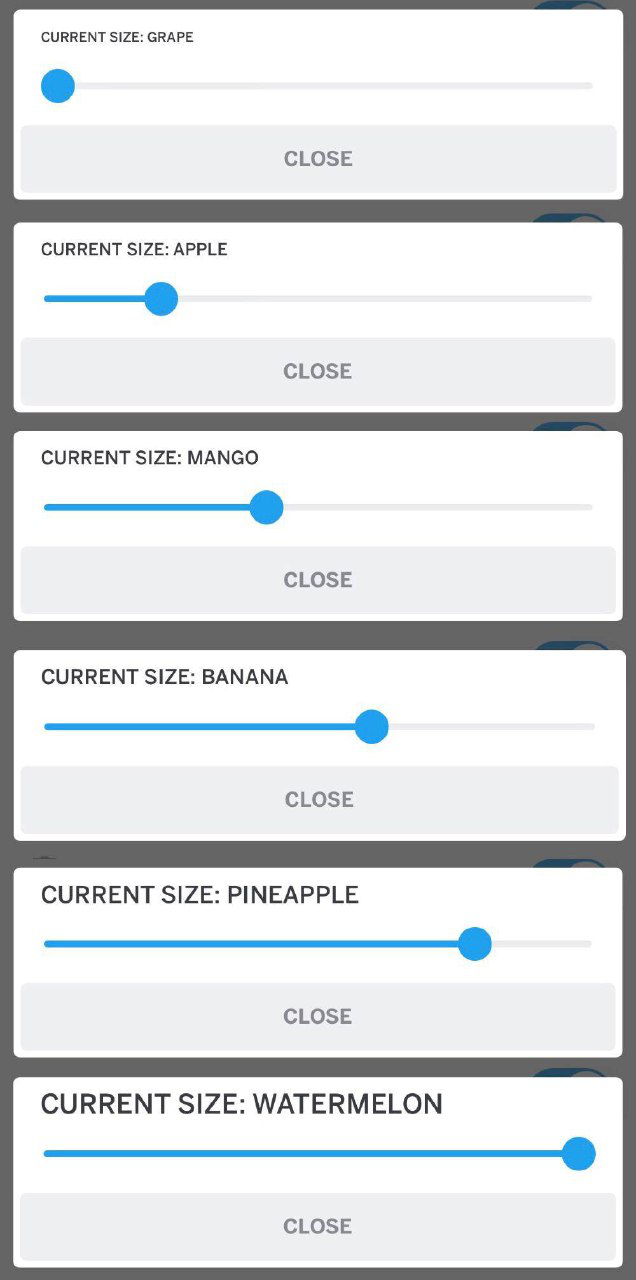 CURRENT SIZE: GRAPE
CLOSE
CURRENT SIZE: APPLE
CLOSE
CURRENT SIZE: MANGO
CLOSE
CURRENT SIZE: BANANA
CLOSE
CURRENT SIZE: PINEAPPLE
CLOSE
CURRENT SIZE: WATERMELON
CLOSE